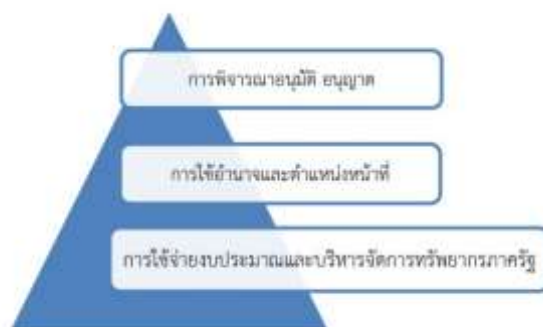 การพิจารณาอนุมัติ อนุญาต
การใช้อำนาจและตำแหน่งหน้าที่
การใช้จ่ายงบประมาณและบริหารจัดการทรัพยากรภาครัฐ